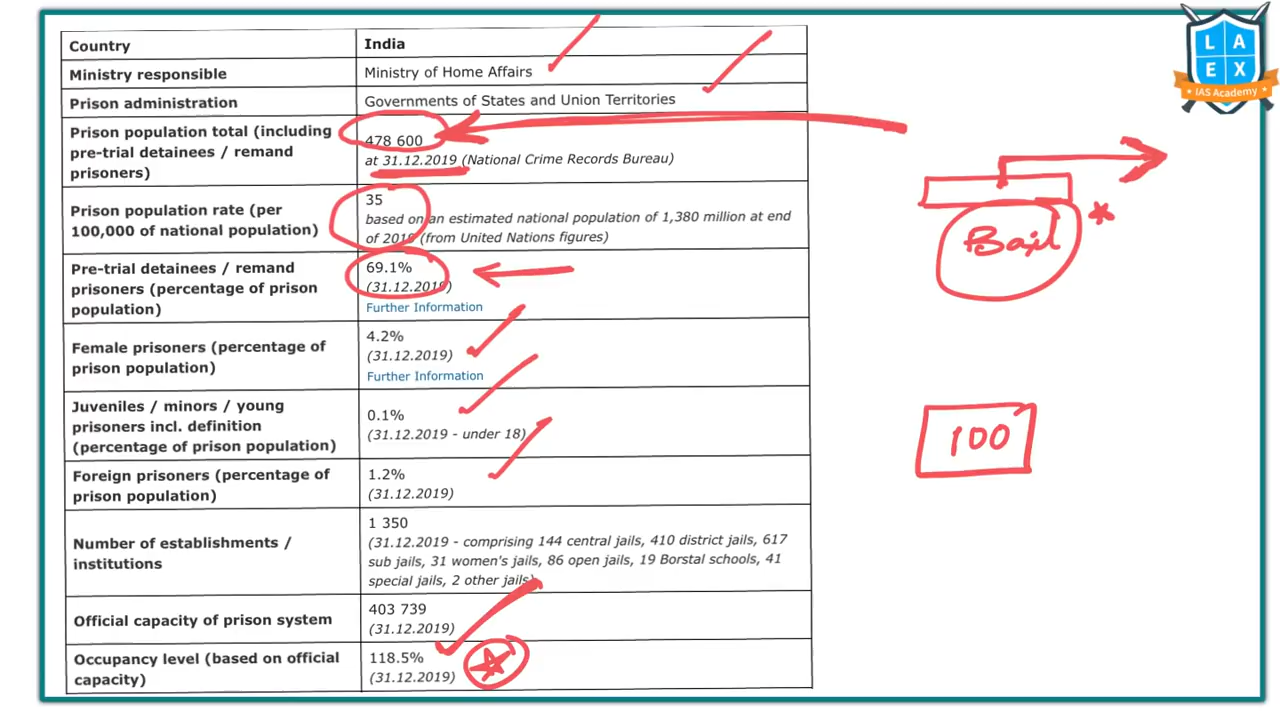 Country
India
Ministry responsible
Ministry of Home Affairs
Prison administration
Governments of States and Union Territories
Prison population total (including
pre-trial detainees / remand
prisoners)
478 600
at 31.12.2019 (National Crime Records Bureau)
Prison population rate (per
100,000 of national population)
35
based on an estimated national population of 1,380 million at end
of 2019 (from United Nations figures)
Pre-trial detainees / remand
prisoners (percentage of prison
population)
69.1%
(31.12.2019)
Further Information
Female prisoners (percentage of
prison population)
4.2%
(31.12.2019)
Further Information
Juveniles / minors / young
prisoners incl. definition
(percentage of prison population)
0.1%
(31.12.2019 - under 18)
Foreign prisoners (percentage of
prison population)
1.2%
(31.12.2019)
Number of establishments /
institutions
1 350
(31.12.2019 - comprising 144 central jails, 410 district jails, 617
sub jails, 31 women's jails, 86 open jails, 19 Borstal schools, 41
special jails, 2 other jails)
Official capacity of prison system
403 739
(31.12.2019)
Occupancy level (based on official
capacity)
118.5%
(31.12.2019)
Bail
100
L A
E X
IAS Academy